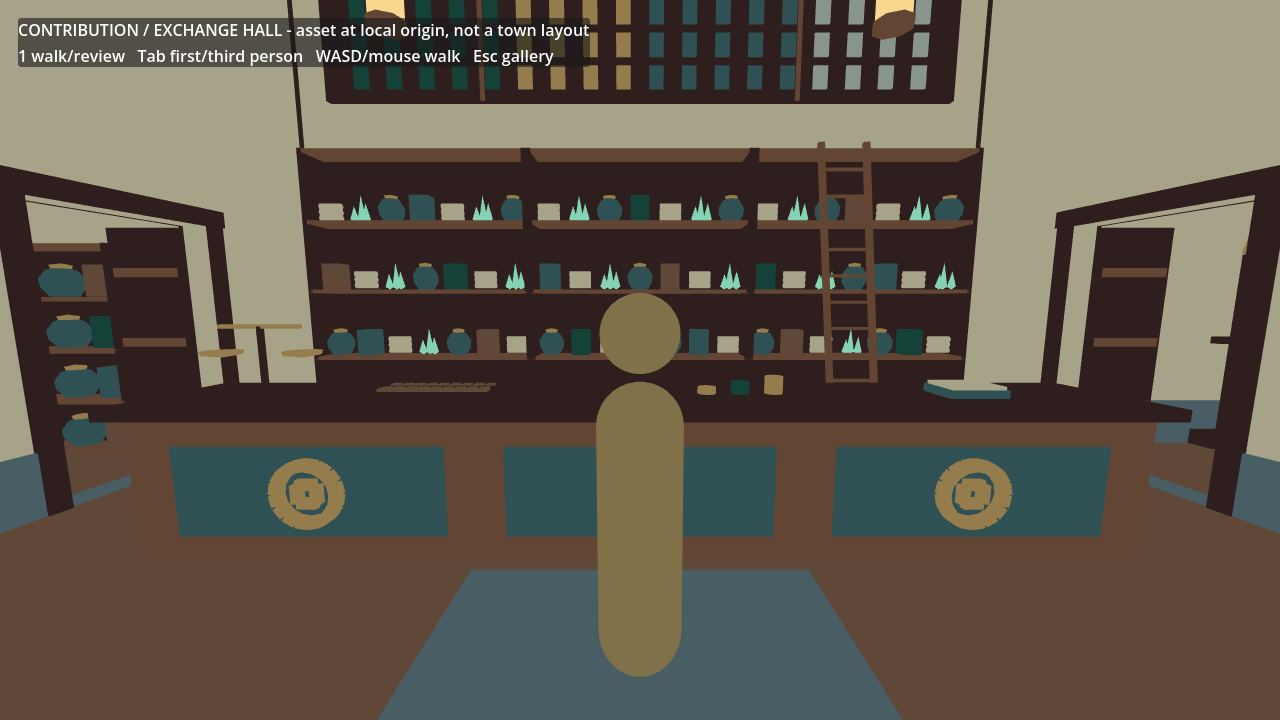 CONTRIBUTION / EXCHANGE HALL - asset at local origin, not a town layout
1 walk/review   Tab first/third person   WASD/mouse walk   Esc gallery